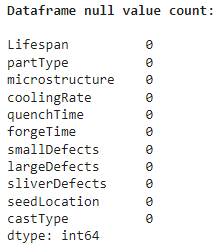 Dataframe null value count:
Lifespan 0
partType 0
microstructure 0
coolingRate 0
quenchTime 0
forgeTime 0
smallDefects 0
largeDefects 0
sliverDefects 0
seedLocation 0
castType 0
dtype: int64